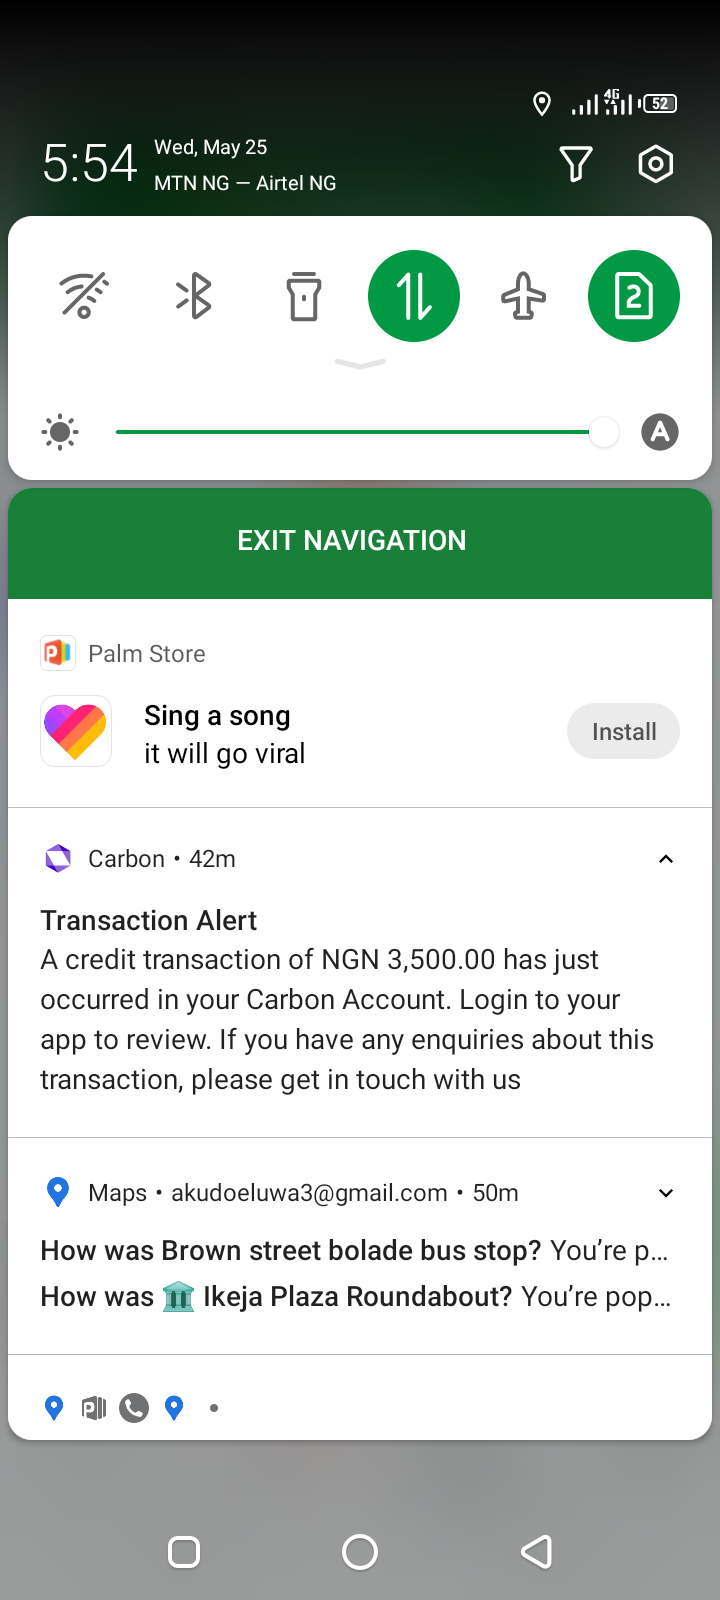 4G
52
5:54
Wed, May 25
MTN NG — Airtel NG
2
A
EXIT NAVIGATION
Palm Store
Sing a song
it will go viral
Install
Carbon • 42m
Transaction Alert
A credit transaction of NGN 3,500.00 has just
occurred in your Carbon Account. Login to your
app to review. If you have any enquiries about this
transaction, please get in touch with us
Maps • akudoeluwa3@gmail.com • 50m
How was Brown street bolade bus stop? You’re p...
How was 🏛️ Ikeja Plaza Roundabout? You’re pop...